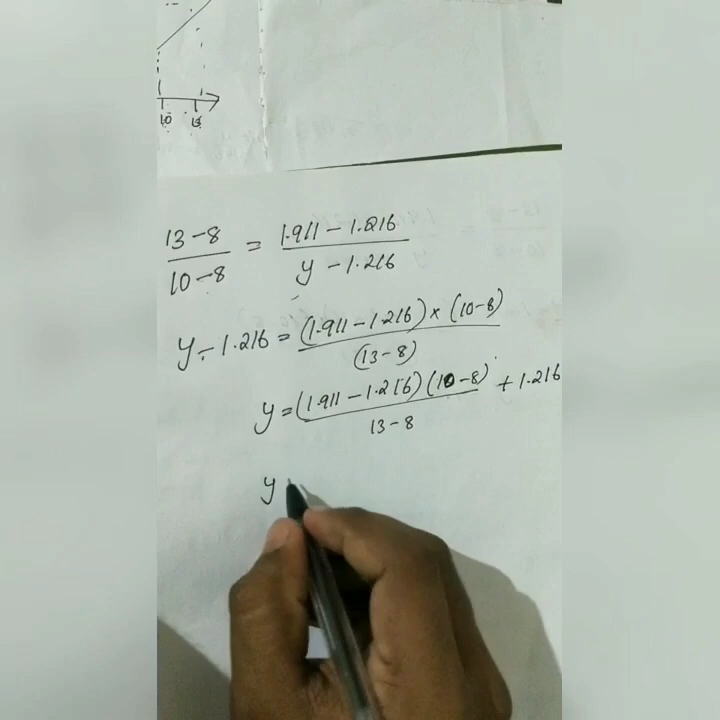 10 13
13-8 / 10-8 = 1.911-1.216 / y-1.216
y-1.216 = (1.911-1.216)×(10-8) / (13-8)
y=(1.911-1.216)(10-8) / 13-8 +1.216
y